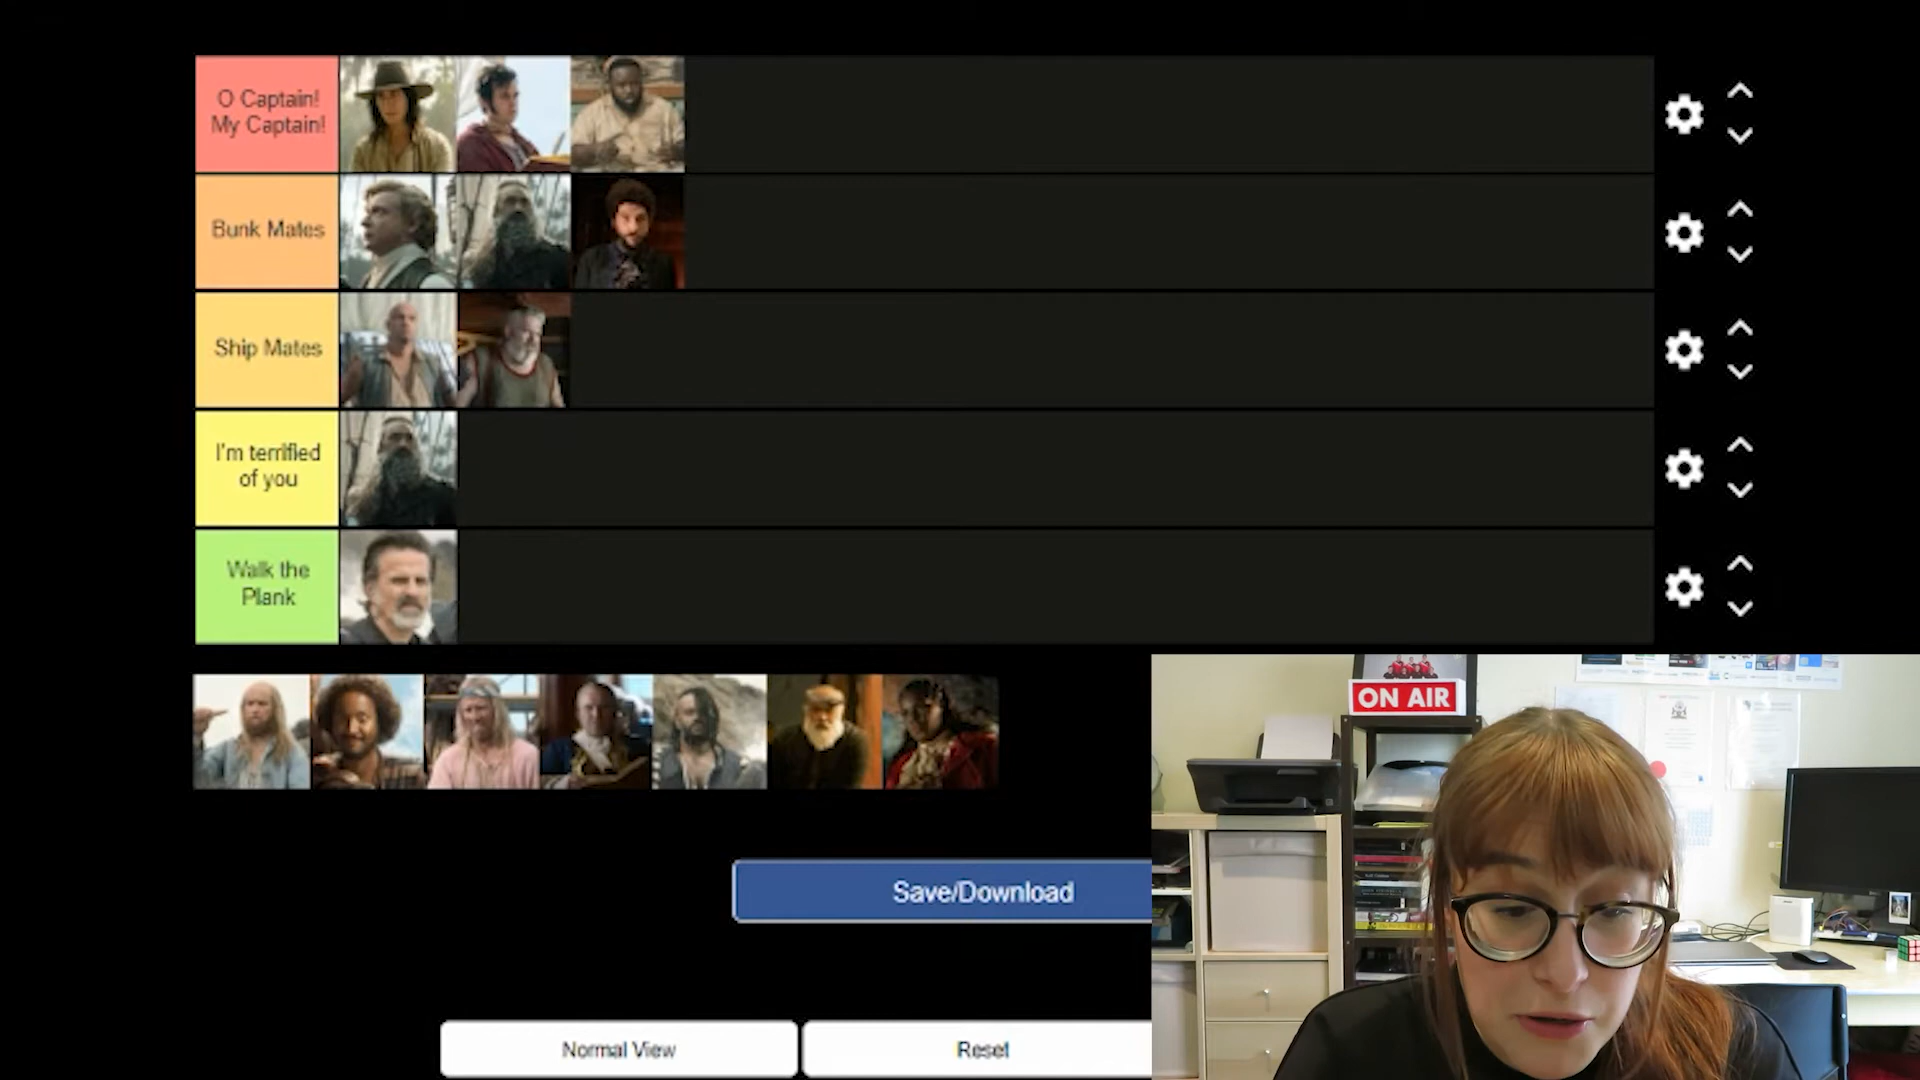 O Captain!
My Captain!
Bunk Mates
Ship Mates
I'm terrified
of you
Walk the
Plank
ON AIR
Save/Download
Normal View
Reset